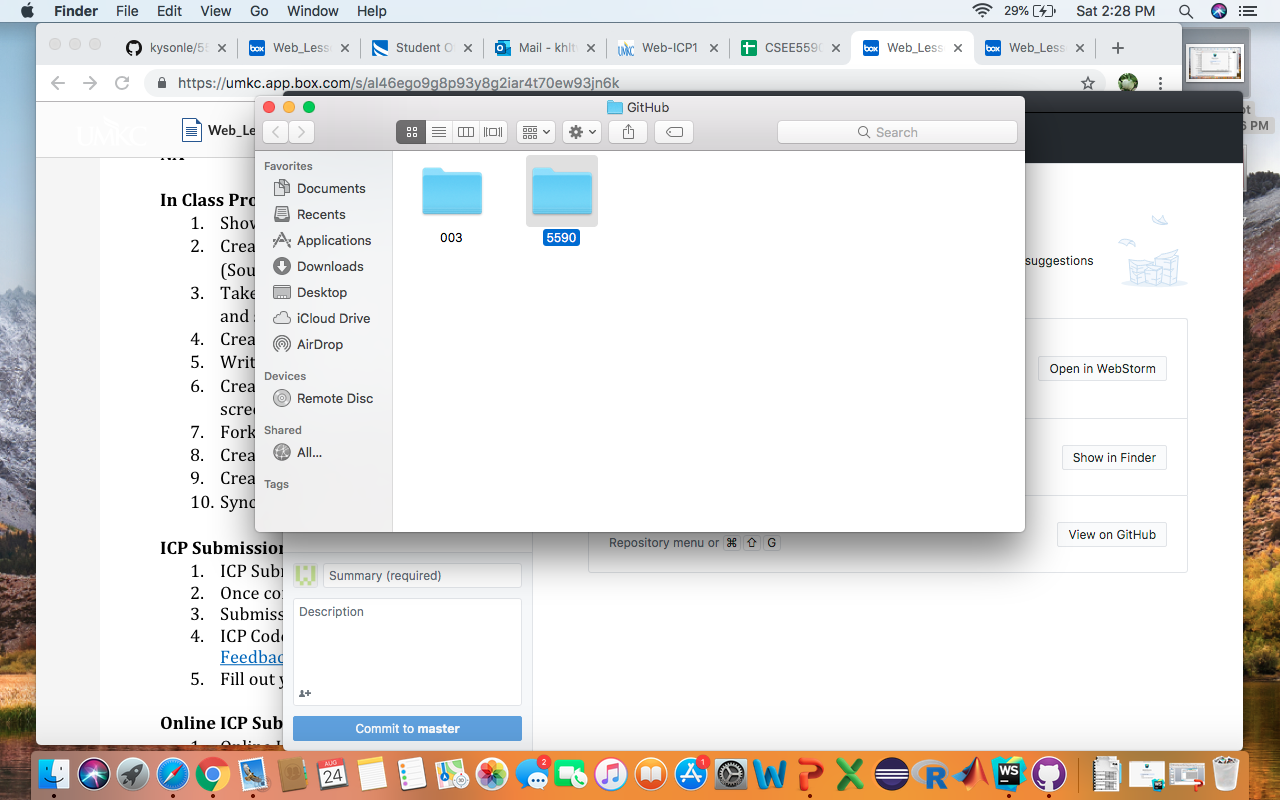 Finder File Edit View Go Window Help 29% Sat 2:28 PM
kysonle/5 Web_Less Student O Mail - khlt Web-ICP1 CSEE5590 Web_Less Web_Less
https://umkc.app.box.com/s/al46ego9g8p93y8g2iar4t70ew93jn6k
UMKC Web_Le
GitHub
Search
Favorites
Documents
Recents
Applications
Downloads
Desktop
iCloud Drive
AirDrop
Devices
Remote Disc
Shared
All...
Tags
003 5590
In Class Pro
1. Show
2. Crea
(Sou
3. Take
and s
4. Crea
5. Writ
6. Crea
scree
7. Fork
8. Crea
9. Crea
10. Sync
ICP Submission
1. ICP Subm
2. Once co
3. Submiss
4. ICP Code
Feedbac
5. Fill out y
Online ICP Sub
suggestions
Open in WebStorm
Show in Finder
View on GitHub
Repository menu or ⌘ ⇧ G
Summary (required)
Description
Commit to master
AUG
24
2
1
WS